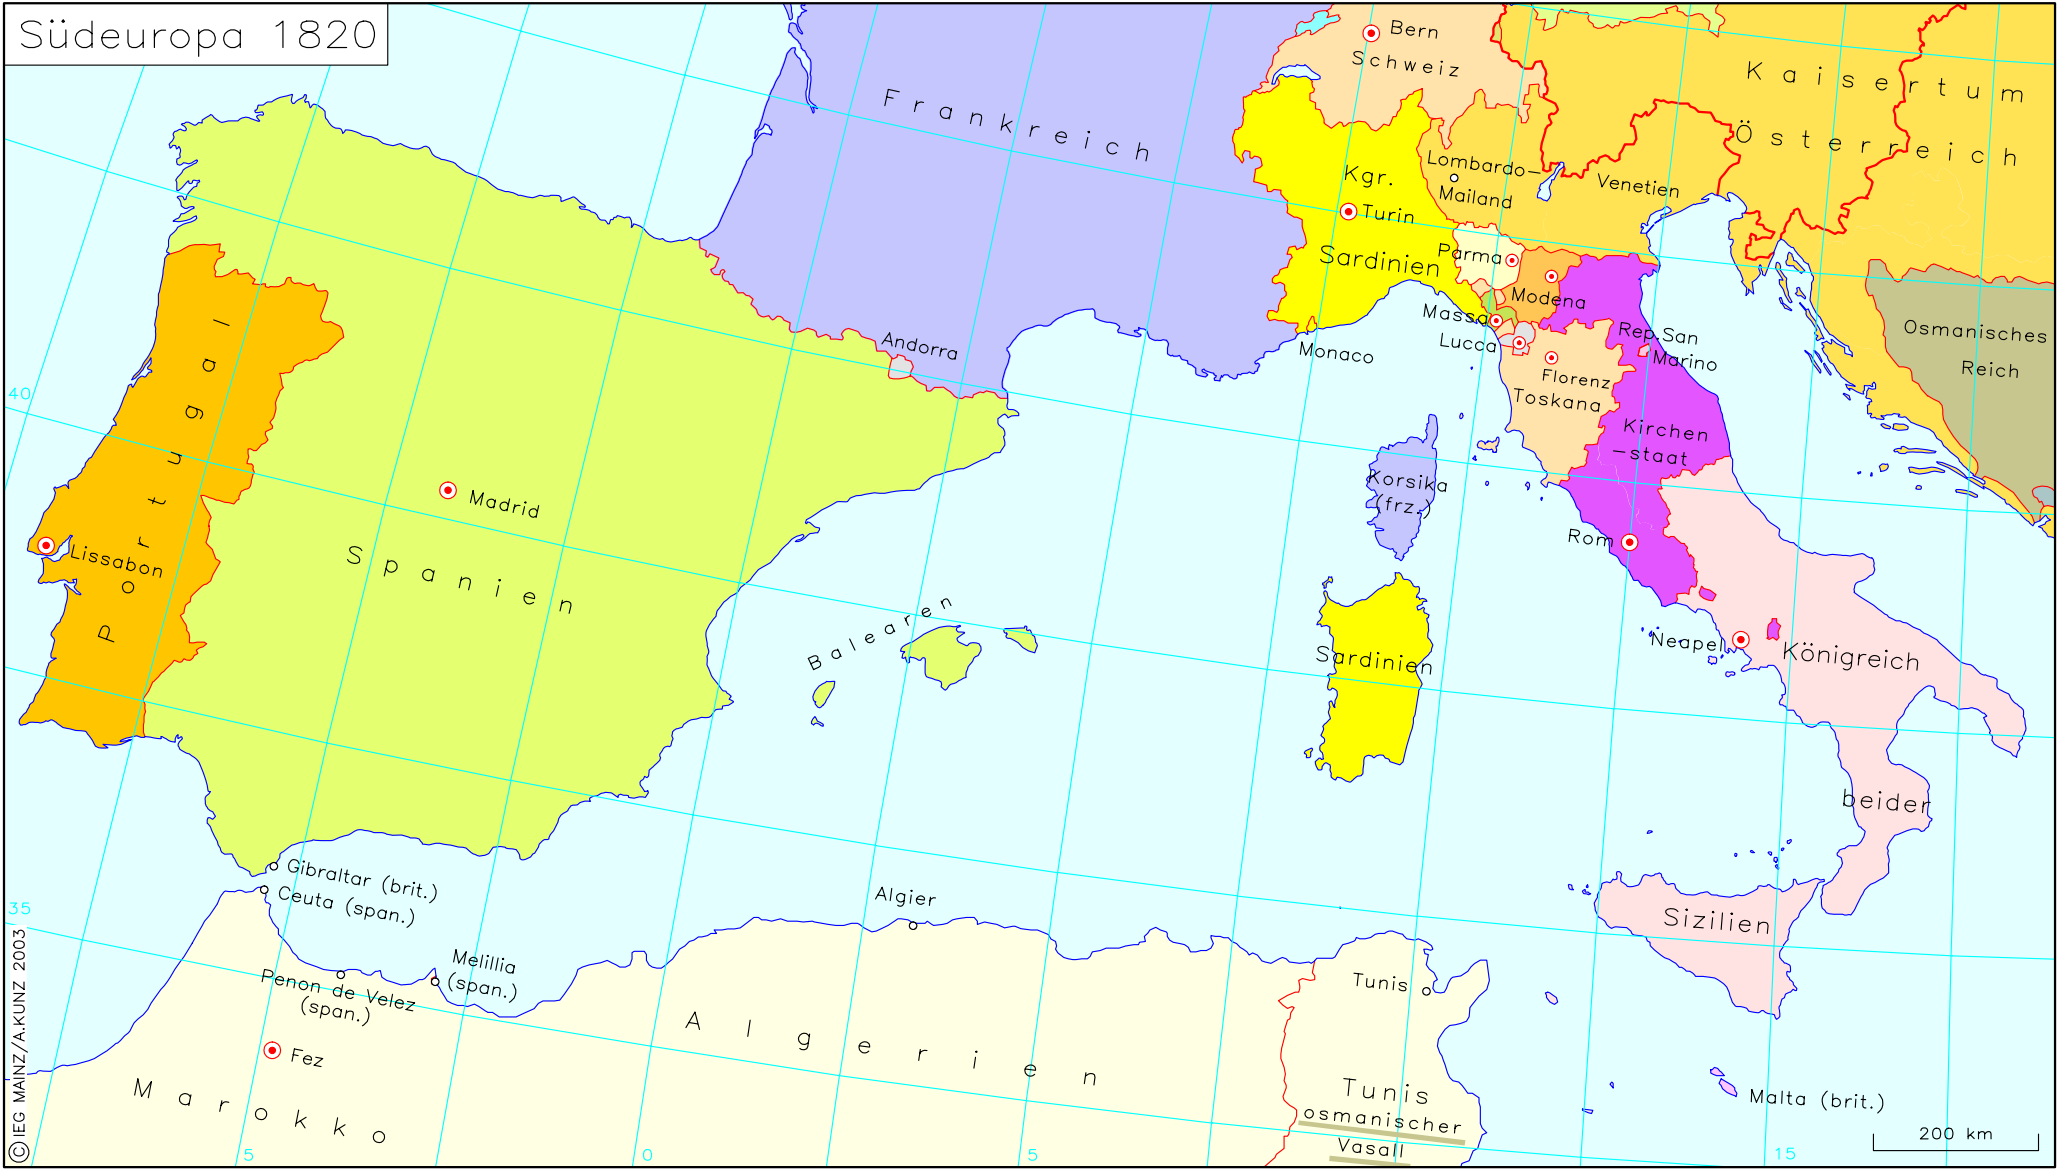 Südeuropa 1820
Bern
Schweiz
Kaisertum
Österreich
Frankreich
Lombardo-
Mailand
Venetien
Kgr.
Turin
Sardinien
Parma
Modena
Massa
Lucca
Monaco
Rep.San
Marino
Florenz
Toskana
Osmanisches
Reich
Andorra
Portugal
40
Kirchen
-staat
Korsika
(frz.)
Madrid
Lissabon
Spanien
Rom
Balearen
Sardinien
Neapel
Königreich
beider
Gibraltar (brit.)
Ceuta (span.)
Algier
35
Sizilien
Melillia
(span.)
Penon de Velez
(span.)
Tunis
Fez
Marokko
Algerien
Tunis
osmanischer
Vasall
Malta (brit.)
200 km
5
0
5
15
©IEG MAINZ/A.KUNZ 2003